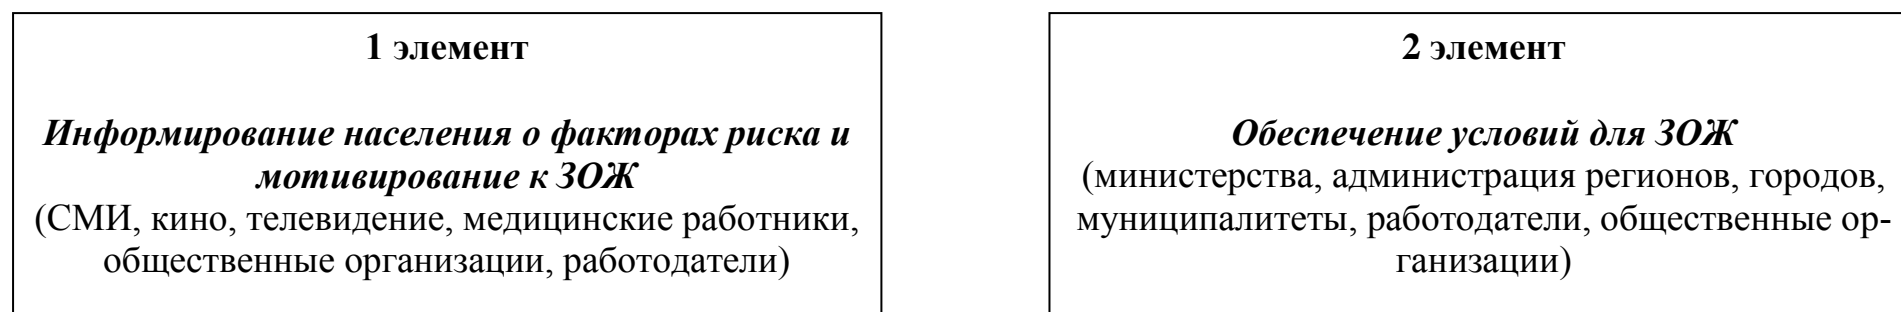 1 элемент
Информирование населения о факторах риска и
мотивирование к ЗОЖ
(СМИ, кино, телевидение, медицинские работники,
общественные организации, работодатели)
2 элемент
Обеспечение условий для ЗОЖ
(министерства, администрация регионов, городов,
муниципалитеты, работодатели, общественные ор-
ганизации)